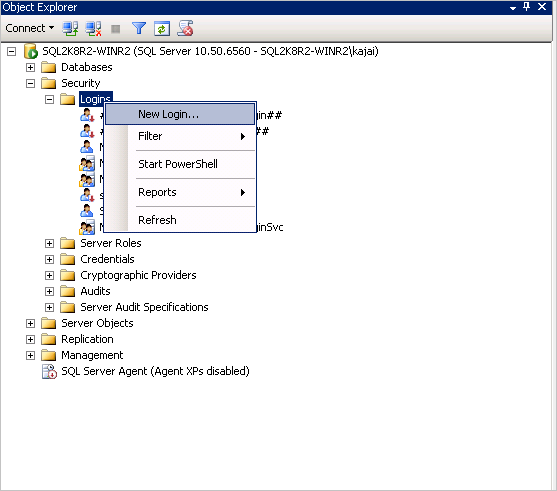 Object Explorer
Connect
SQL2K8R2-WINR2 (SQL Server 10.50.6560 - SQL2K8R2-WINR2\kajai)
Databases
Security
Logins
New Login...
Filter
Start PowerShell
Reports
Refresh
Server Roles
Credentials
Cryptographic Providers
Audits
Server Audit Specifications
Server Objects
Replication
Management
SQL Server Agent (Agent XPs disabled)